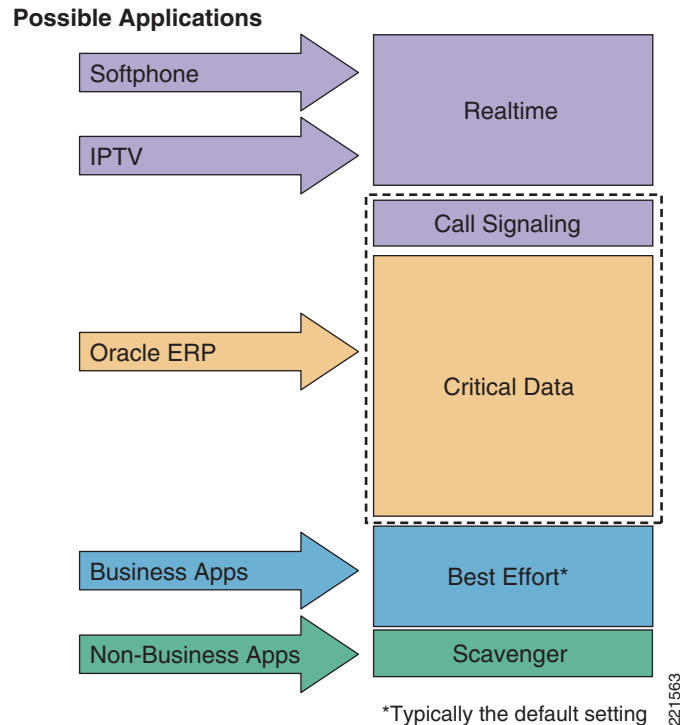 Possible Applications
Softphone
Realtime
IPTV
Call Signaling
Oracle ERP
Critical Data
Business Apps
Best Effort*
Non-Business Apps
Scavenger
*Typically the default setting
221563